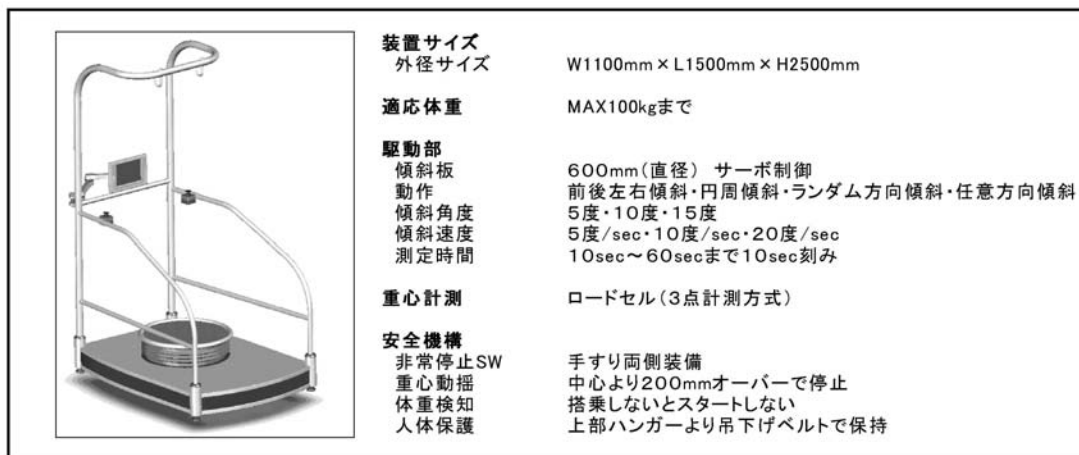 装置サイズ
外径サイズ W1100mm×L1500mm×H2500mm
適応体重 MAX100kgまで
駆動部
傾斜板 600mm(直径) サーボ制御
動作 前後左右傾斜・円周傾斜・ランダム方向傾斜・任意方向傾斜
傾斜角度 5度・10度・15度
傾斜速度 5度/sec・10度/sec・20度/sec
測定時間 10sec～60secまで10sec刻み
重心計測 ロードセル(3点計測方式)
安全機構
非常停止SW 手すり両側装備
重心動揺 中心より200mmオーバーで停止
体重検知 搭乗しないとスタートしない
人体保護 上部ハンガーより吊下げベルトで保持